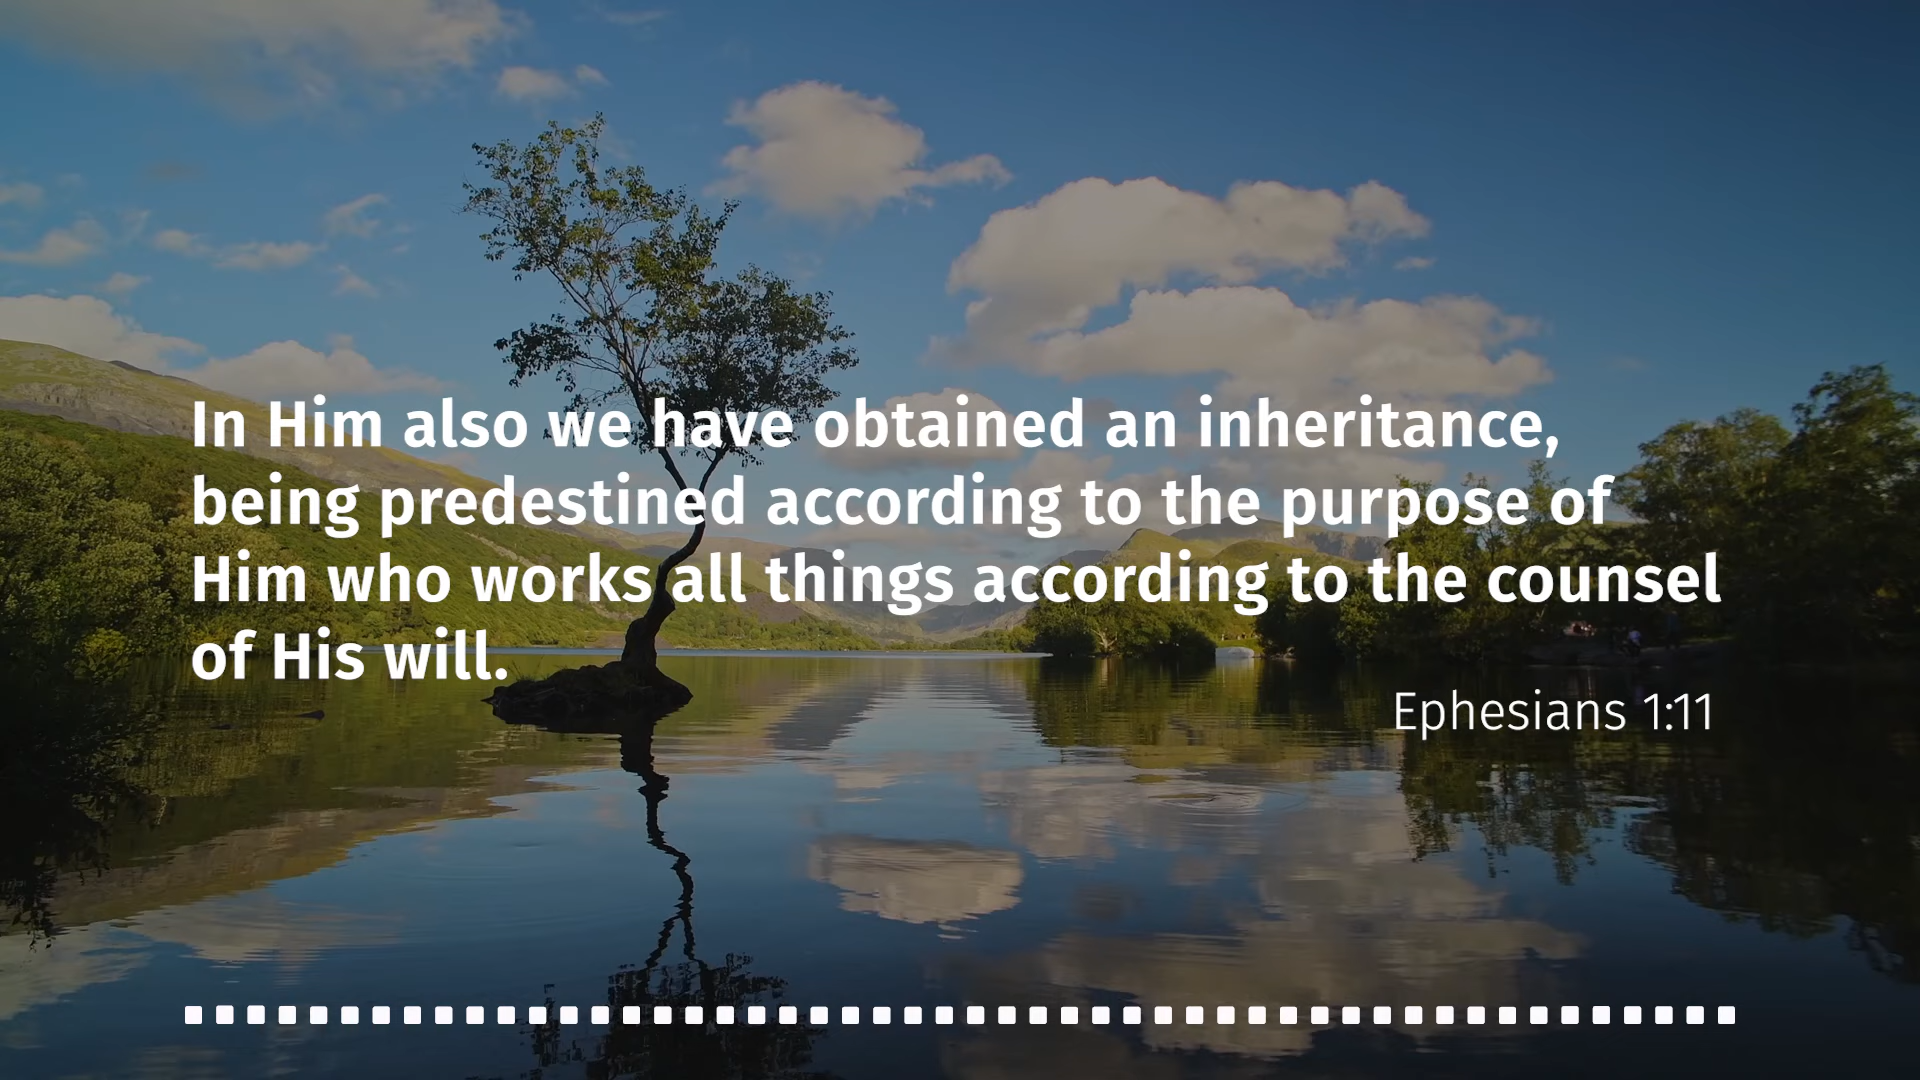 In Him also we have obtained an inheritance,
being predestined according to the purpose of
Him who works all things according to the counsel
of His will.
Ephesians 1:11